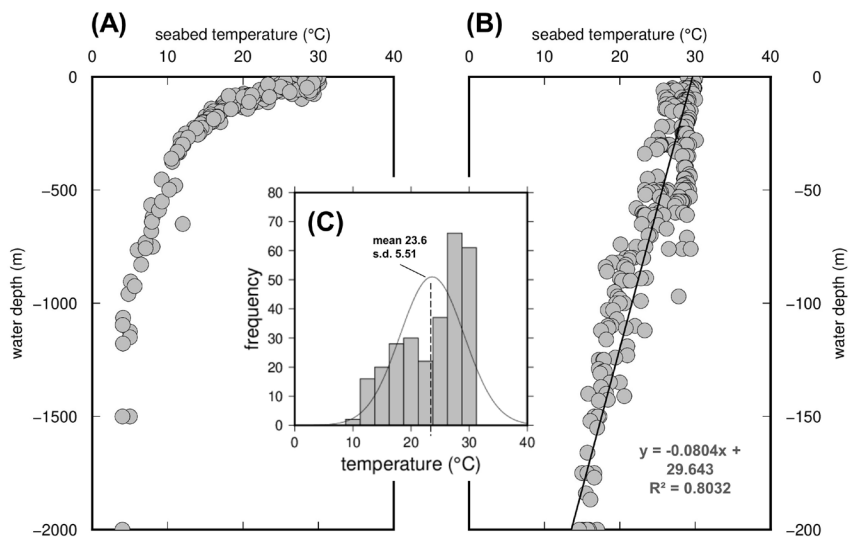 (A)
seabed temperature (°C)
0 10 20 30 40
0
−500
−1000
−1500
−2000
water depth (m)
(B)
seabed temperature (°C)
0 10 20 30 40
0
−50
−100
−150
−200
water depth (m)
y = -0.0804x +
29.643
R² = 0.8032
(C)
mean 23.6
s.d. 5.51
80
70
60
50
40
30
20
10
0
frequency
0 10 20 30 40
temperature (°C)